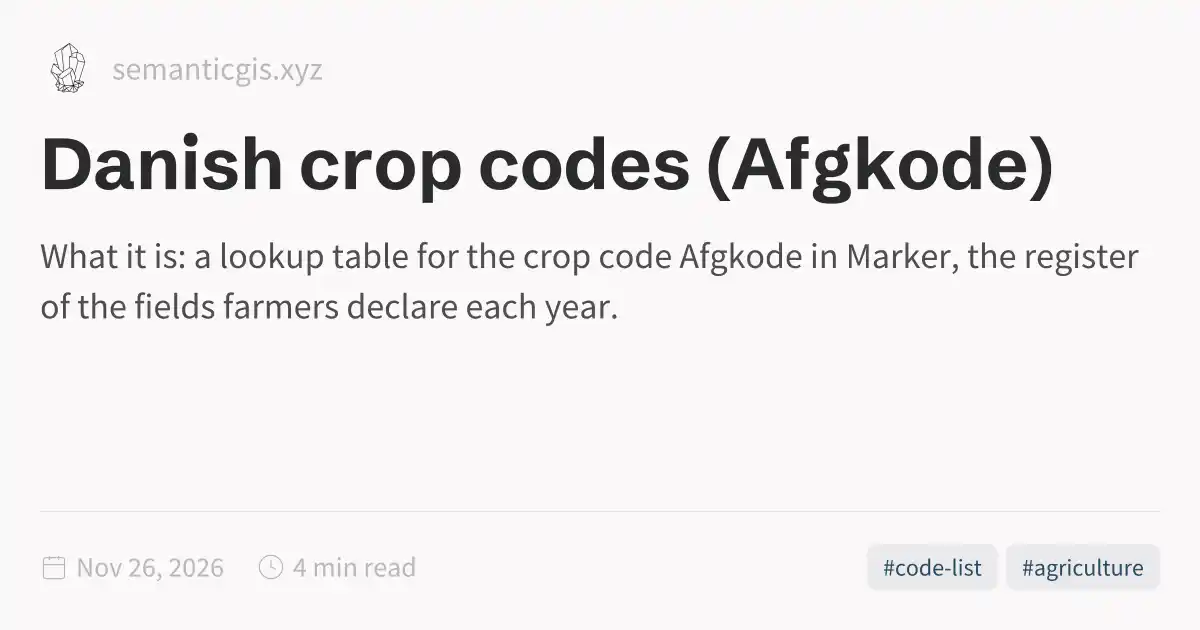 semanticgis.xyz
Danish crop codes (Afgkode)
What it is: a lookup table for the crop code Afgkode in Marker, the register
of the fields farmers declare each year.
Nov 26, 2026 4 min read #code-list #agriculture